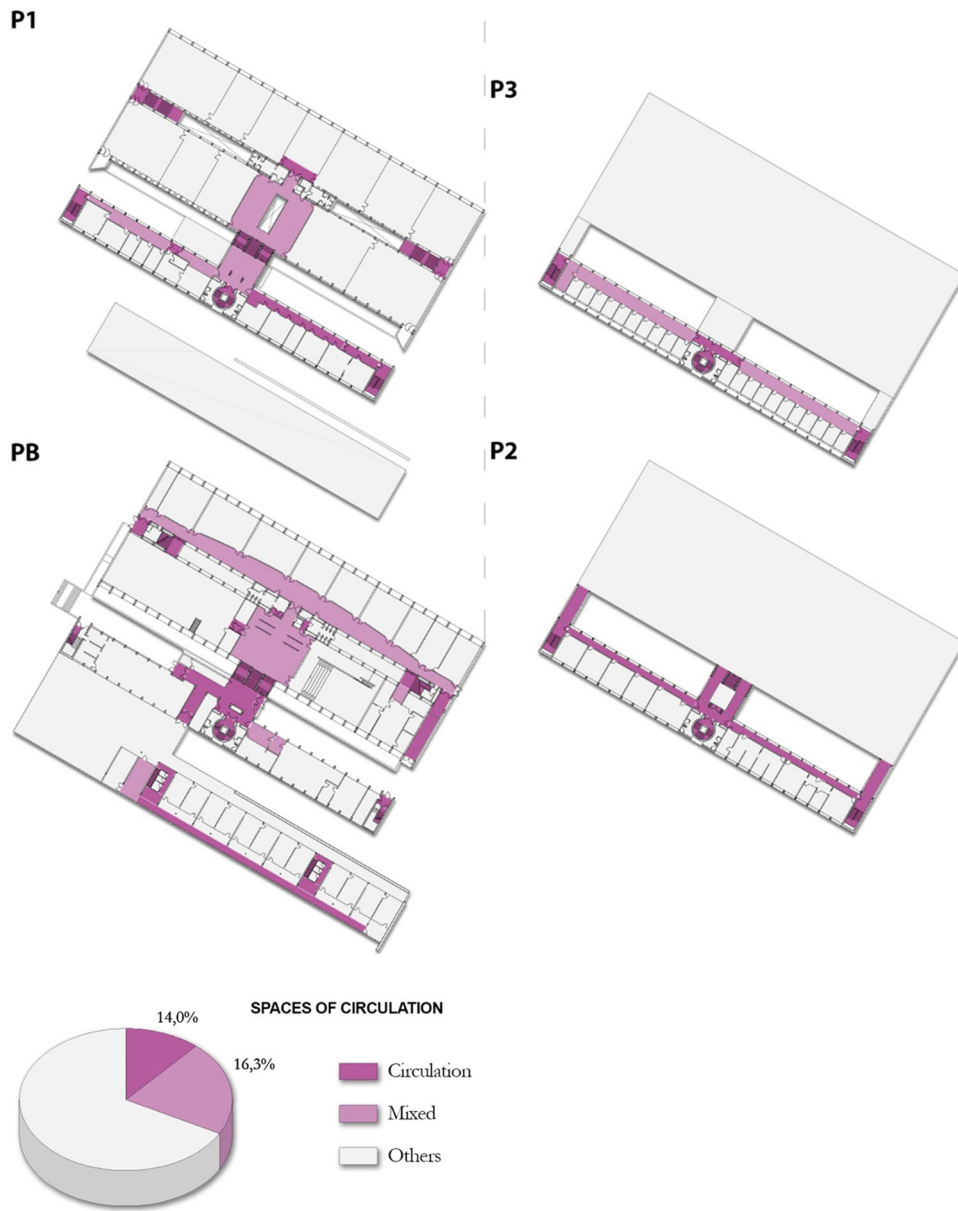 P1
P3
PB
P2
SPACES OF CIRCULATION
14,0%
16,3%
Circulation
Mixed
Others